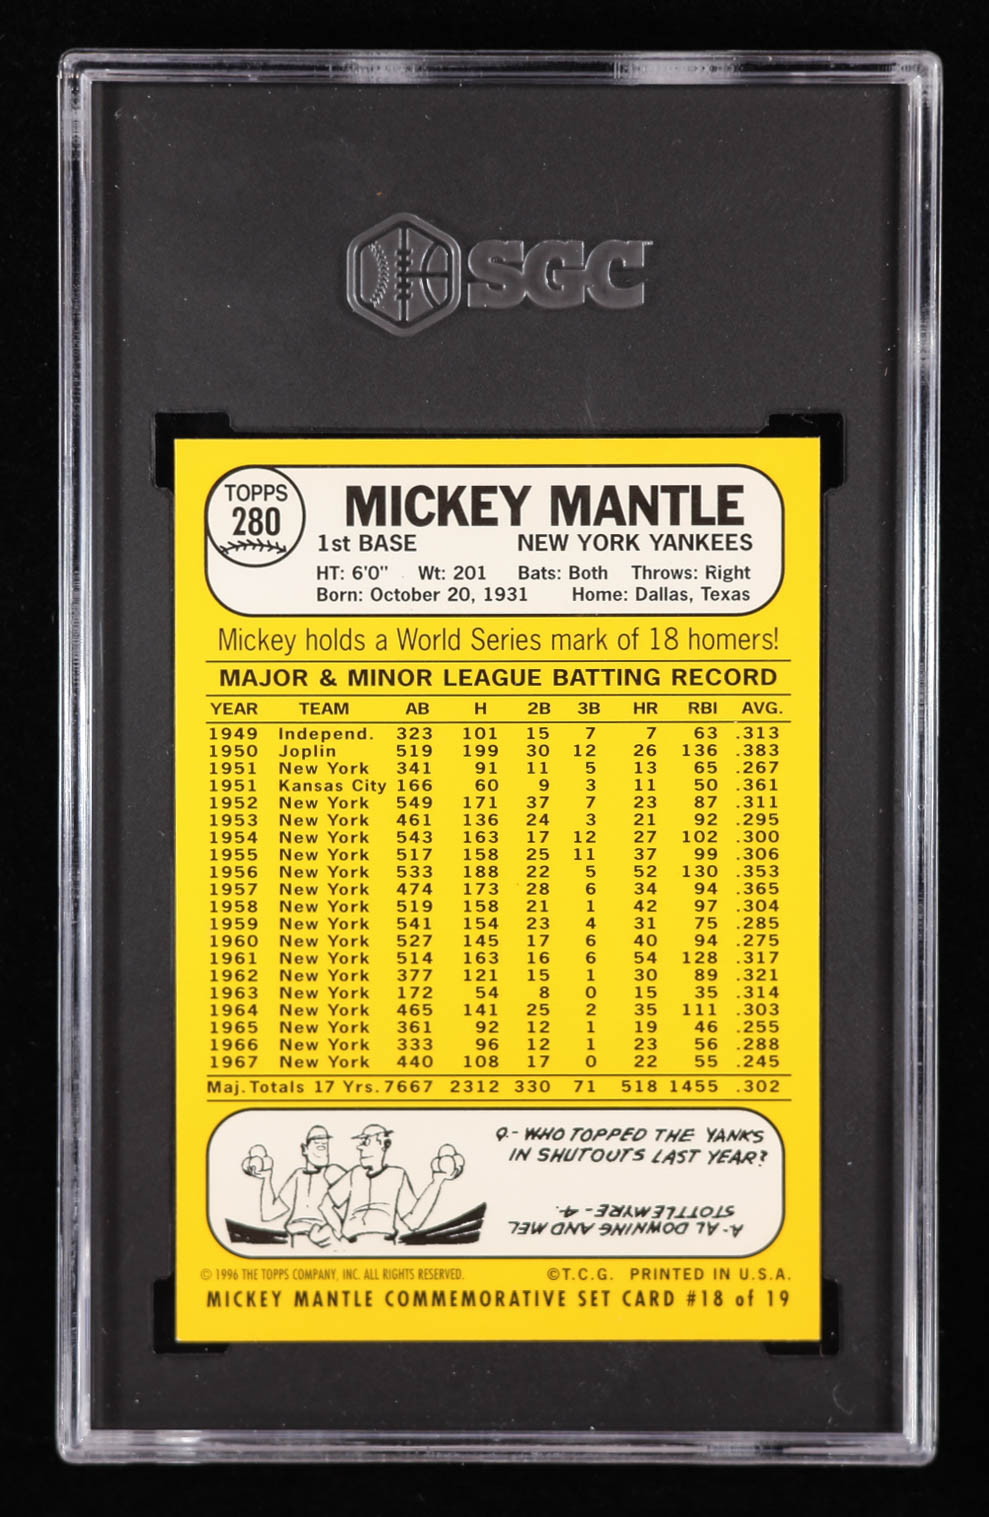 SGC
TOPPS
280
MICKEY MANTLE
1st BASE NEW YORK YANKEES
HT: 6'0" Wt: 201 Bats: Both Throws: Right
Born: October 20, 1931 Home: Dallas, Texas
Mickey holds a World Series mark of 18 homers!
MAJOR & MINOR LEAGUE BATTING RECORD
YEAR TEAM AB H 2B 3B HR RBI AVG.
1949 Independ. 323 101 15 7 7 63 .313
1950 Joplin 519 199 30 12 26 136 .383
1951 New York 341 91 11 5 13 65 .267
1951 Kansas City 166 60 9 3 11 50 .361
1952 New York 549 171 37 7 23 87 .311
1953 New York 461 136 24 3 21 92 .295
1954 New York 543 163 17 12 27 102 .300
1955 New York 517 158 25 11 37 99 .306
1956 New York 533 188 22 5 52 130 .353
1957 New York 474 173 28 6 34 94 .365
1958 New York 519 158 21 1 42 97 .304
1959 New York 541 154 23 4 31 75 .285
1960 New York 527 145 17 6 40 94 .275
1961 New York 514 163 16 6 54 128 .317
1962 New York 377 121 15 1 30 89 .321
1963 New York 172 54 8 0 15 35 .314
1964 New York 465 141 25 2 35 111 .303
1965 New York 361 92 12 1 19 46 .255
1966 New York 333 96 12 1 23 56 .288
1967 New York 440 108 17 0 22 55 .245
Maj. Totals 17 Yrs. 7667 2312 330 71 518 1455 .302
Q.- WHO TOPPED THE YANKS
IN SHUTOUTS LAST YEAR?
A- AL DOWNING AND MEL
STOTTLEMYRE - 4.
© 1996 THE TOPPS COMPANY, INC. ALL RIGHTS RESERVED. ©T.C.G. PRINTED IN U.S.A.
MICKEY MANTLE COMMEMORATIVE SET CARD #18 of 19